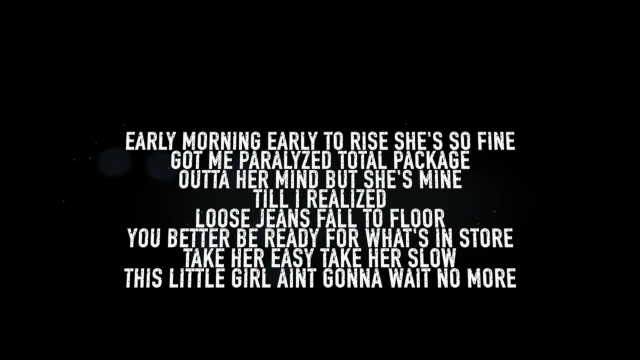 EARLY MORNING EARLY TO RISE SHE'S SO FINE
GOT ME PARALYZED TOTAL PACKAGE
OUTTA HER MIND BUT SHE'S MINE
TILL I REALIZED
LOOSE JEANS FALL TO FLOOR
YOU BETTER BE READY FOR WHAT'S IN STORE
TAKE HER EASY TAKE HER SLOW
THIS LITTLE GIRL AINT GONNA WAIT NO MORE